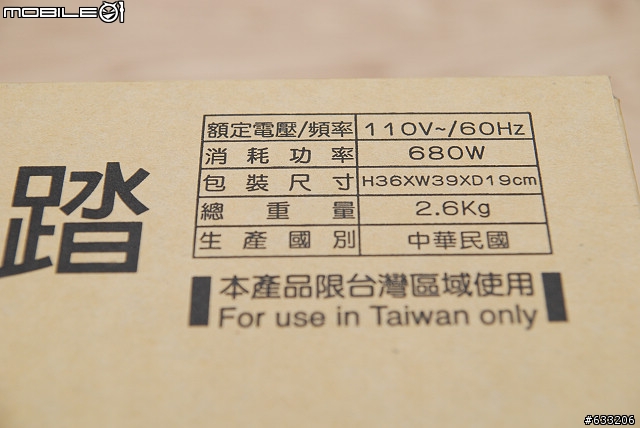 MOBILE01
額定電壓/頻率 110V~/60Hz
消耗功率 680W
包裝尺寸 H36XW39XD19cm
總重量 2.6Kg
生產國別 中華民國
踏
本產品限台灣區域使用
For use in Taiwan only
#633206